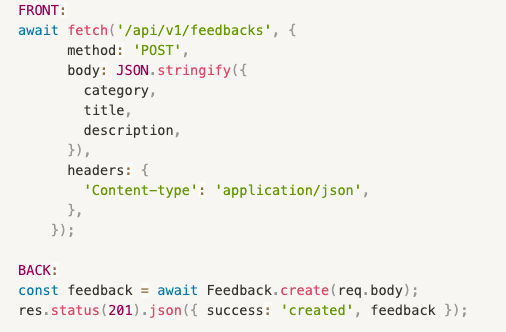 FRONT:
await fetch('/api/v1/feedbacks', {
method: 'POST',
body: JSON.stringify({
category,
title,
description,
}),
headers: {
'Content-type': 'application/json',
},
});
BACK:
const feedback = await Feedback.create(req.body);
res.status(201).json({ success: 'created', feedback });